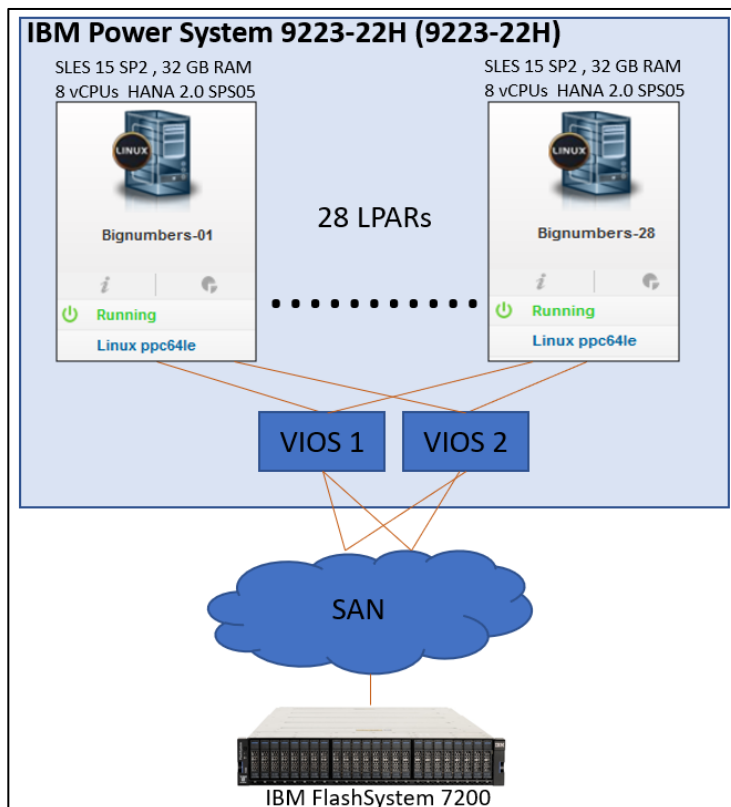 IBM Power System 9223-22H (9223-22H)
SLES 15 SP2 , 32 GB RAM
8 vCPUs HANA 2.0 SPS05
LINUX
Bignumbers-01
i
Running
Linux ppc64le
28 LPARs
SLES 15 SP2 , 32 GB RAM
8 vCPUs HANA 2.0 SPS05
LINUX
Bignumbers-28
i
Running
Linux ppc64le
VIOS 1
VIOS 2
SAN
IBM FlashSystem 7200